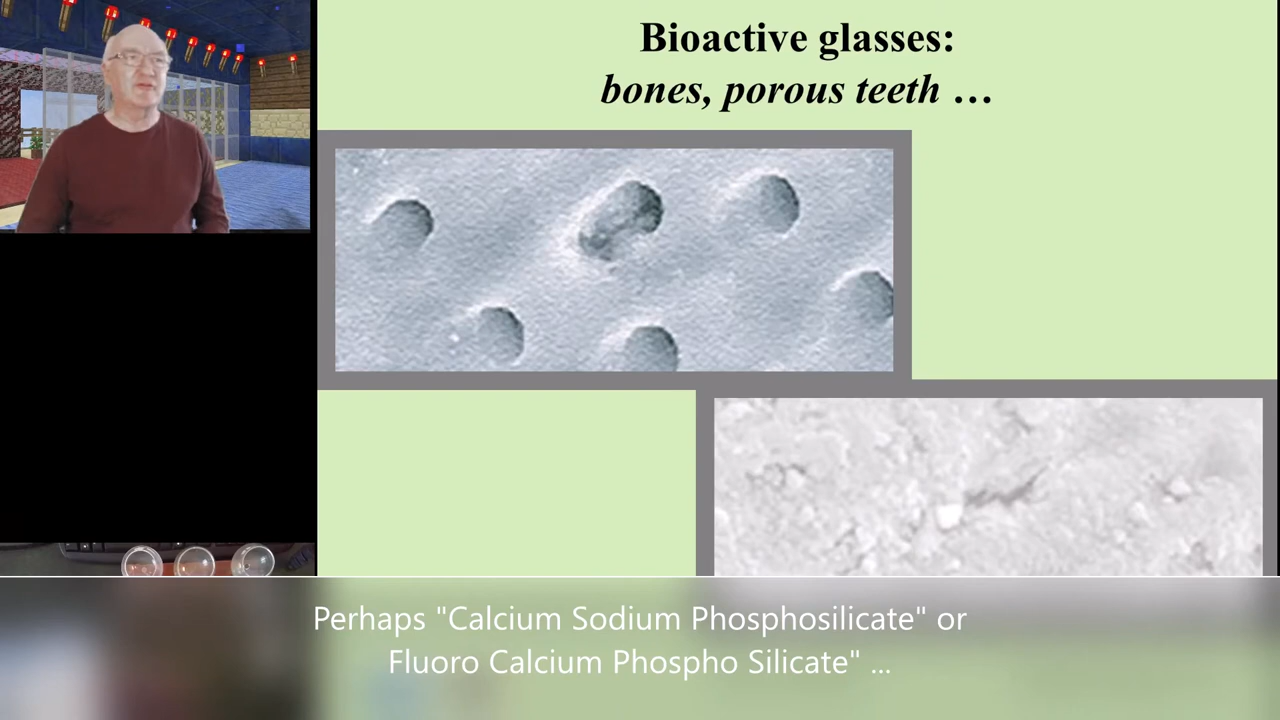 Bioactive glasses:
bones, porous teeth …
Perhaps "Calcium Sodium Phosphosilicate" or
Fluoro Calcium Phospho Silicate" ...